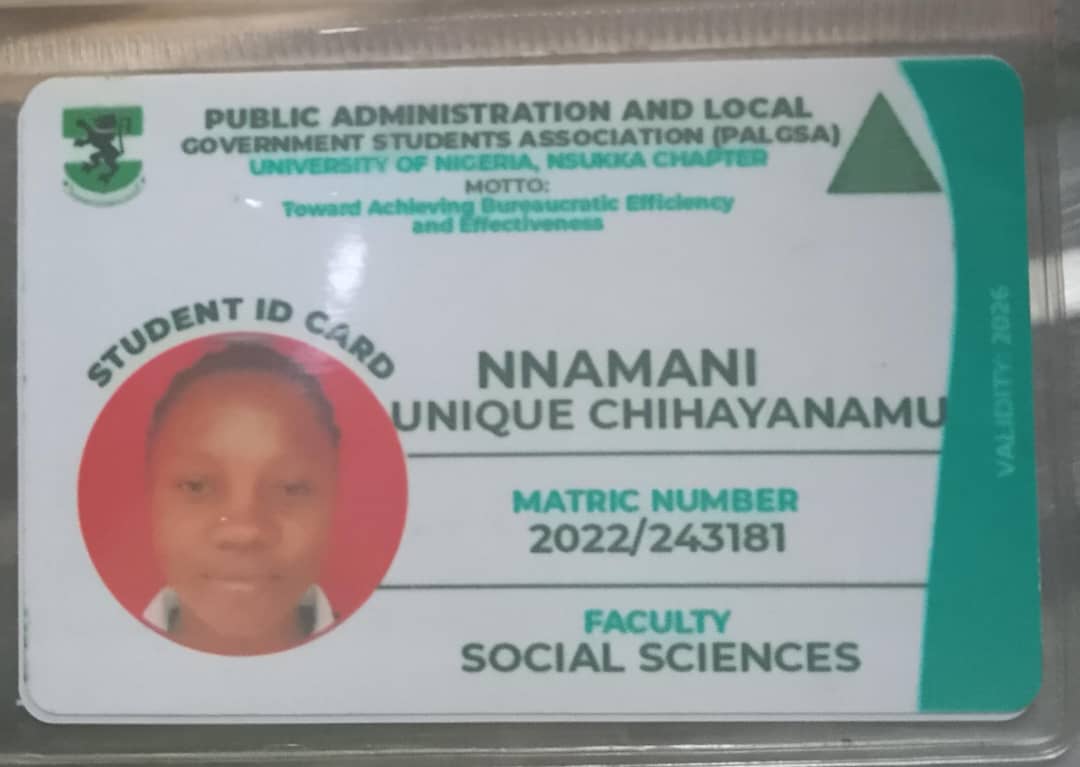 PUBLIC ADMINISTRATION AND LOCAL
GOVERNMENT STUDENTS ASSOCIATION (PALGSA)
UNIVERSITY OF NIGERIA, NSUKKA CHAPTER
MOTTO:
Toward Achieving Bureaucratic Efficiency
and Effectiveness
STUDENT ID CARD
NNAMANI
UNIQUE CHIHAYANAMU
MATRIC NUMBER
2022/243181
FACULTY
SOCIAL SCIENCES
VALIDITY: 2026